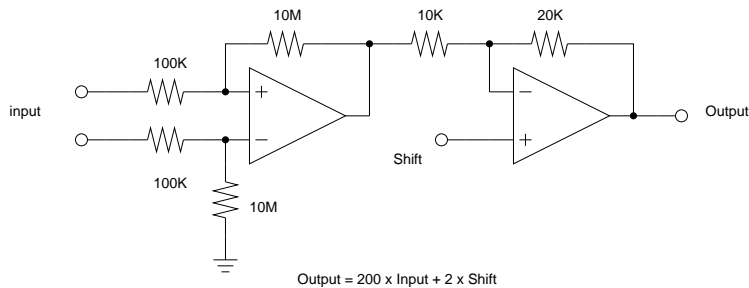 10M
10K
20K
100K
input
+
−
−
+
Output
Shift
100K
10M
Output = 200 x Input + 2 x Shift